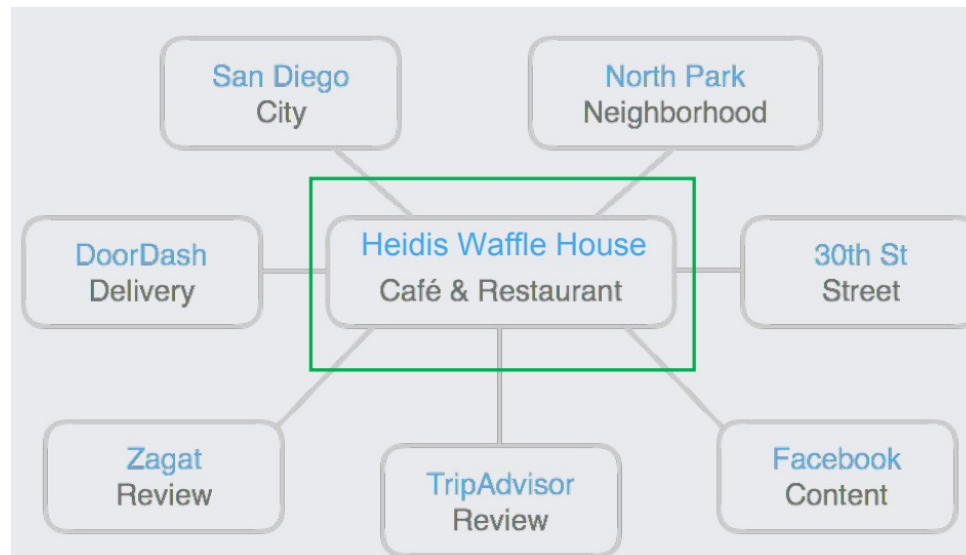 San Diego
City
North Park
Neighborhood
DoorDash
Delivery
Heidis Waffle House
Café & Restaurant
30th St
Street
Zagat
Review
TripAdvisor
Review
Facebook
Content